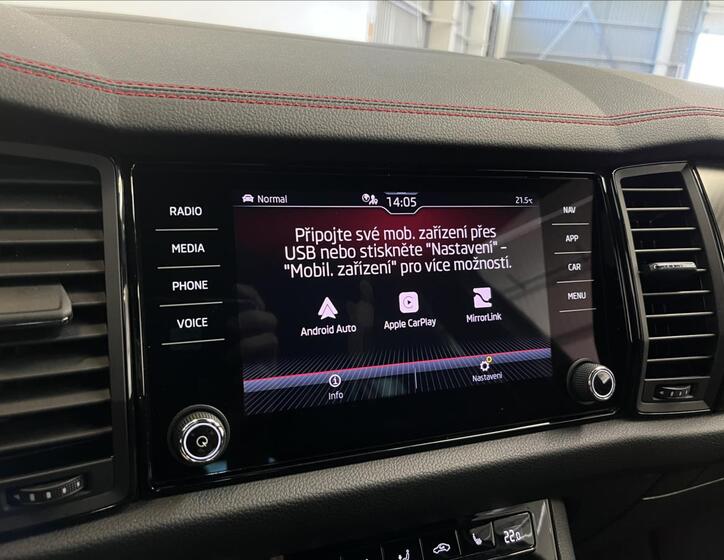 Normal 14:05 21.5°C
RADIO
MEDIA
PHONE
VOICE
Připojte své mob. zařízení přes
USB nebo stiskněte "Nastavení" –
"Mobil. zařízení" pro více možností.
Android Auto Apple CarPlay MirrorLink
Info Nastavení
NAV
APP
CAR
MENU
22.0